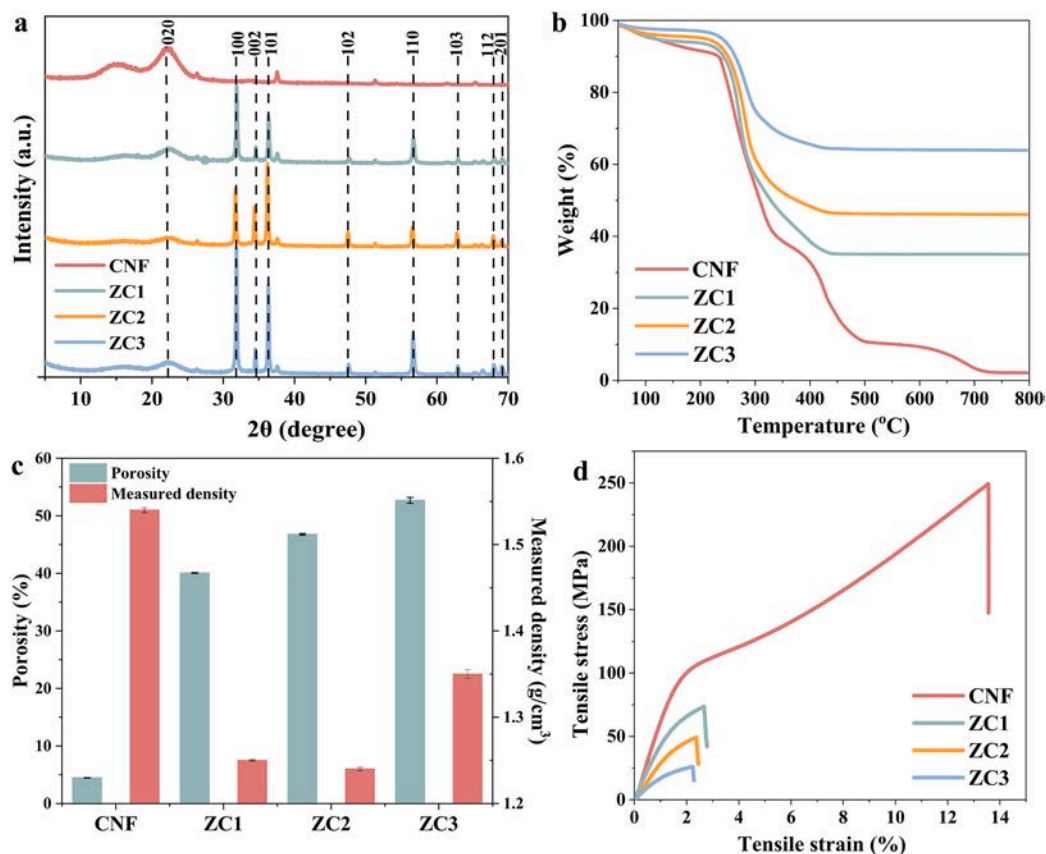 a
020
100
002
101
102
110
103
112
201
Intensity (a.u.)
CNF
ZC1
ZC2
ZC3
10 20 30 40 50 60 70
2θ (degree)
b
100
80
60
40
20
0
Weight (%)
CNF
ZC1
ZC2
ZC3
100 200 300 400 500 600 700 800
Temperature (°C)
c
60
50
40
30
20
10
0
Porosity (%)
Porosity
Measured density
1.6
1.5
1.4
1.3
1.2
Measured density (g/cm³)
CNF ZC1 ZC2 ZC3
d
250
200
150
100
50
0
Tensile stress (MPa)
CNF
ZC1
ZC2
ZC3
0 2 4 6 8 10 12 14
Tensile strain (%)